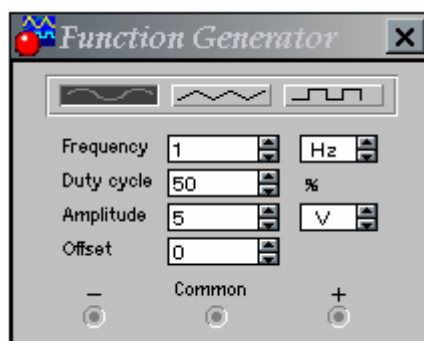 Function Generator
Frequency 1 Hz
Duty cycle 50 %
Amplitude 5 V
Offset 0
− Common +